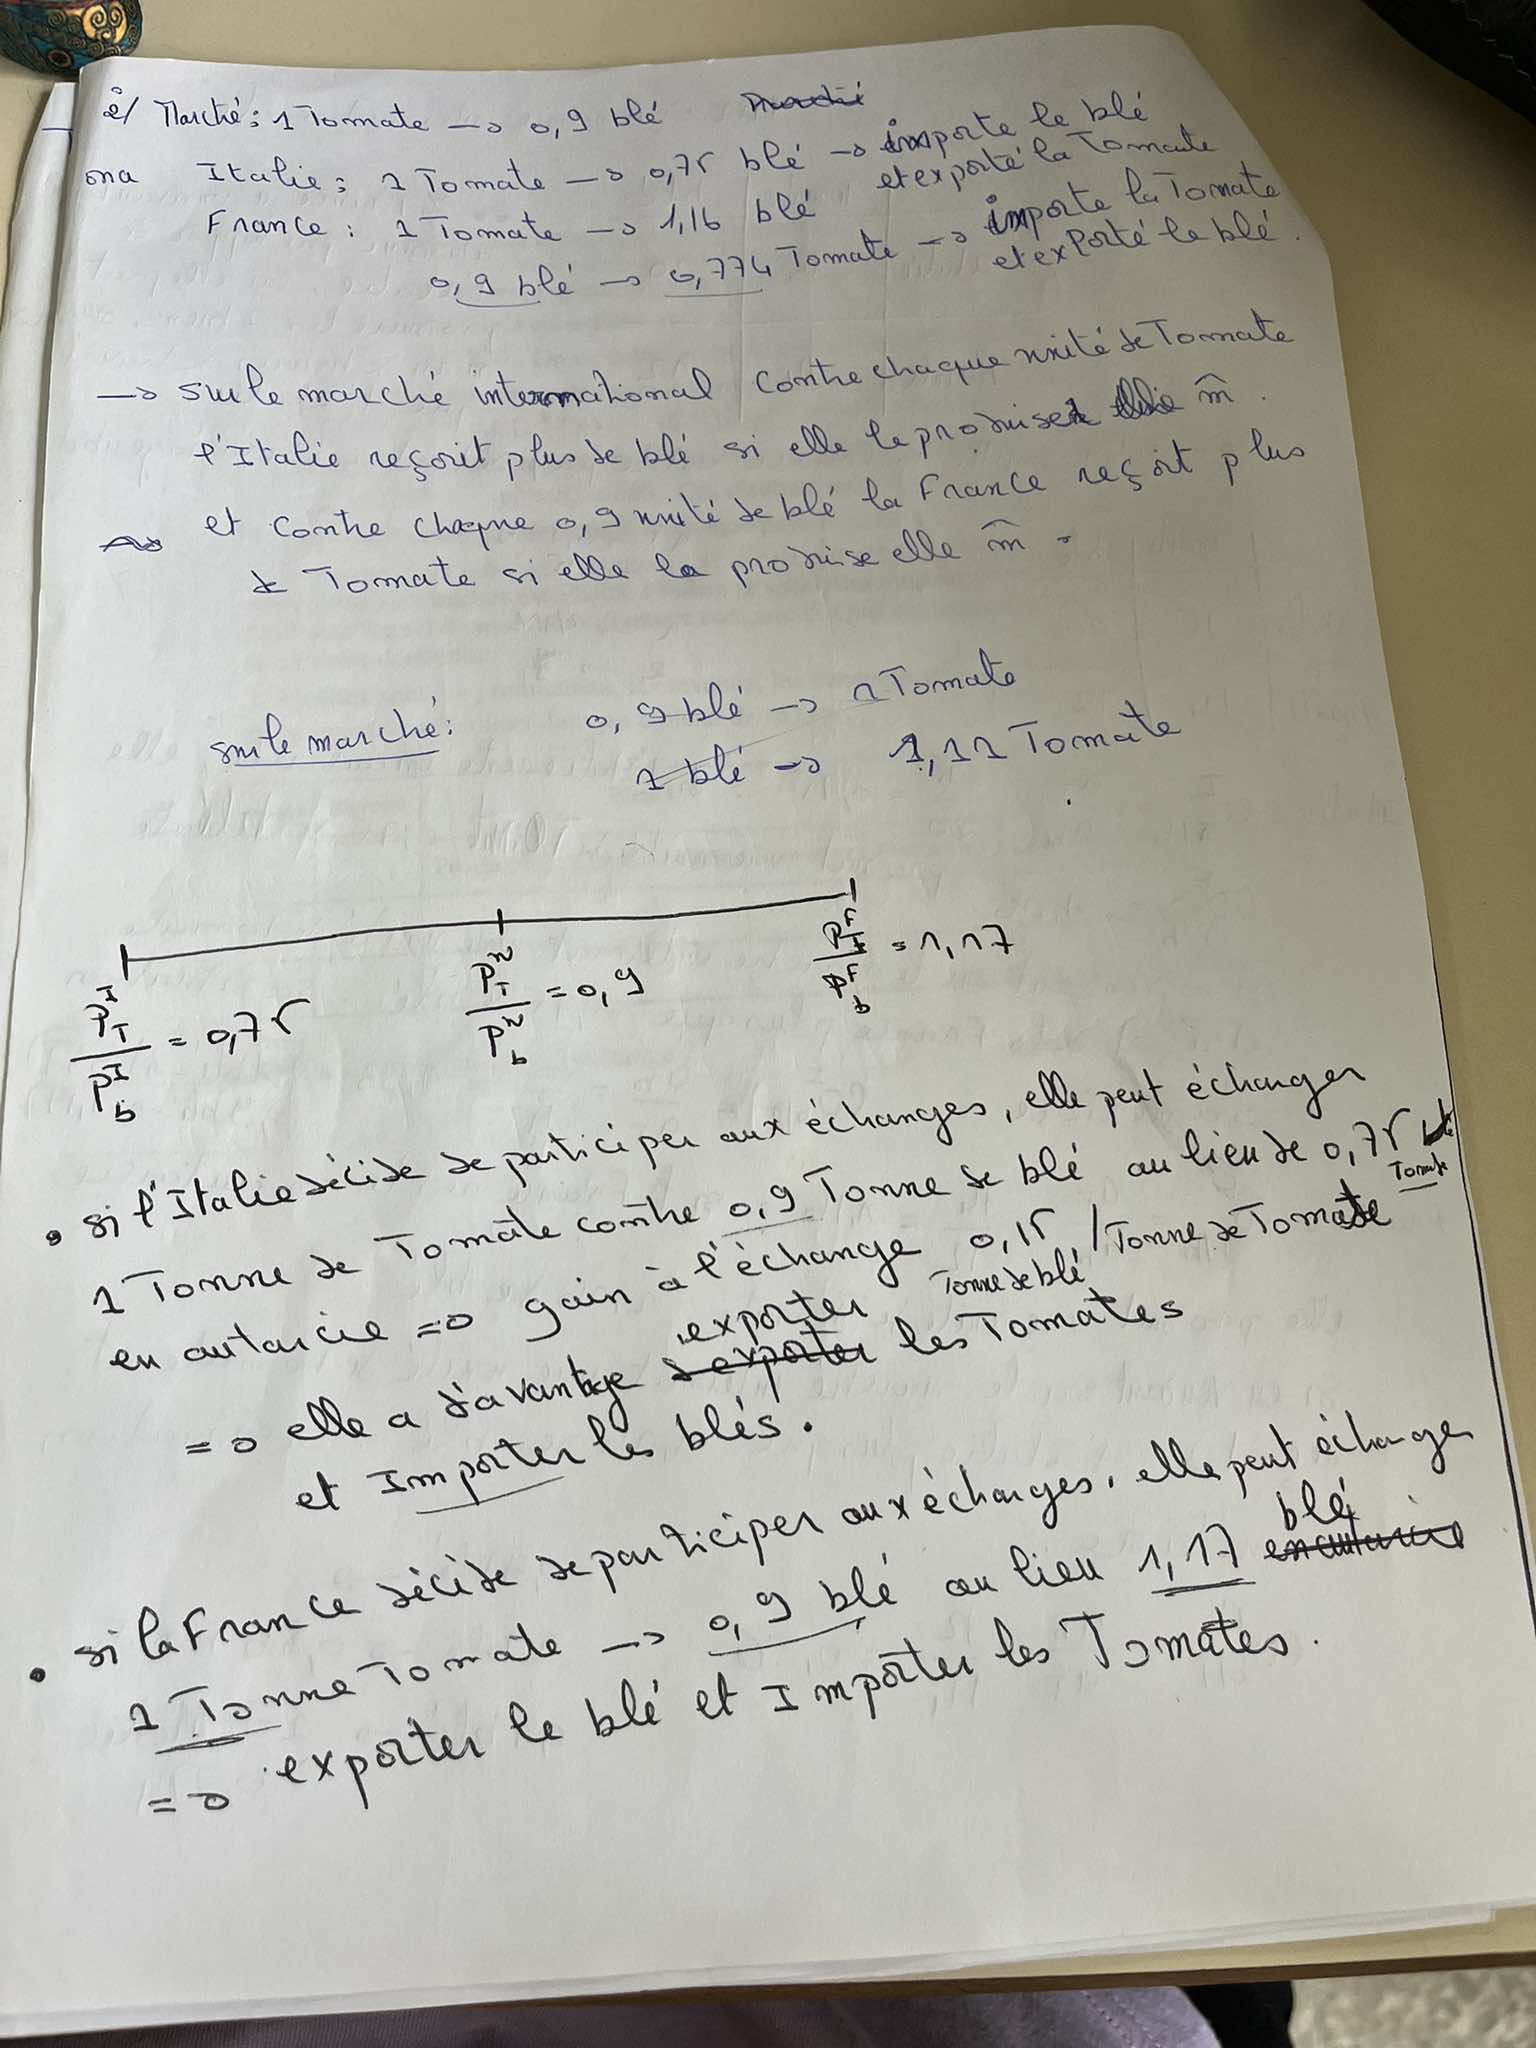 e/ Marché : 1 Tomate → 0,9 blé Marché
ona Italie : 1 Tomate → 0,75 blé → importe le blé
et exporté la Tomate
France : 1 Tomate → 1,16 blé
0,9 blé → 0,774 Tomate → importe la Tomate
et exporté le blé.
→ sur le marché international contre chaque unité de Tomate
l'Italie reçoit plus de blé si elle le produise elle m̂.
et contre chaque 0,9 unité de blé la France reçoit plus
de Tomate si elle la produise elle m̂.
sur le marché : 0,9 blé → 1 Tomate
1 blé → 1,11 Tomate
P_T^I / P_b^I = 0,75
P_T^N / P_b^N = 0,9
P_T^F / P_b^F = 1,17
• si l'Italie décide de participer aux échanges, elle peut échanger
1 Tonne de Tomate contre 0,9 Tonne de blé au lieu de 0,75
Tomate
en autarcie => gain à l'échange 0,15 / Tonne de Tomate
Tonne de blé
=> elle a d'avantage d'exporter exporter les Tomates
et Importer les blés.
• si la France décide de participer aux échanges, elle peut échanger
1 Tonne Tomate → 0,9 blé au lieu 1,17 en autarcie blé
=> exporter le blé et Importer les Tomates.